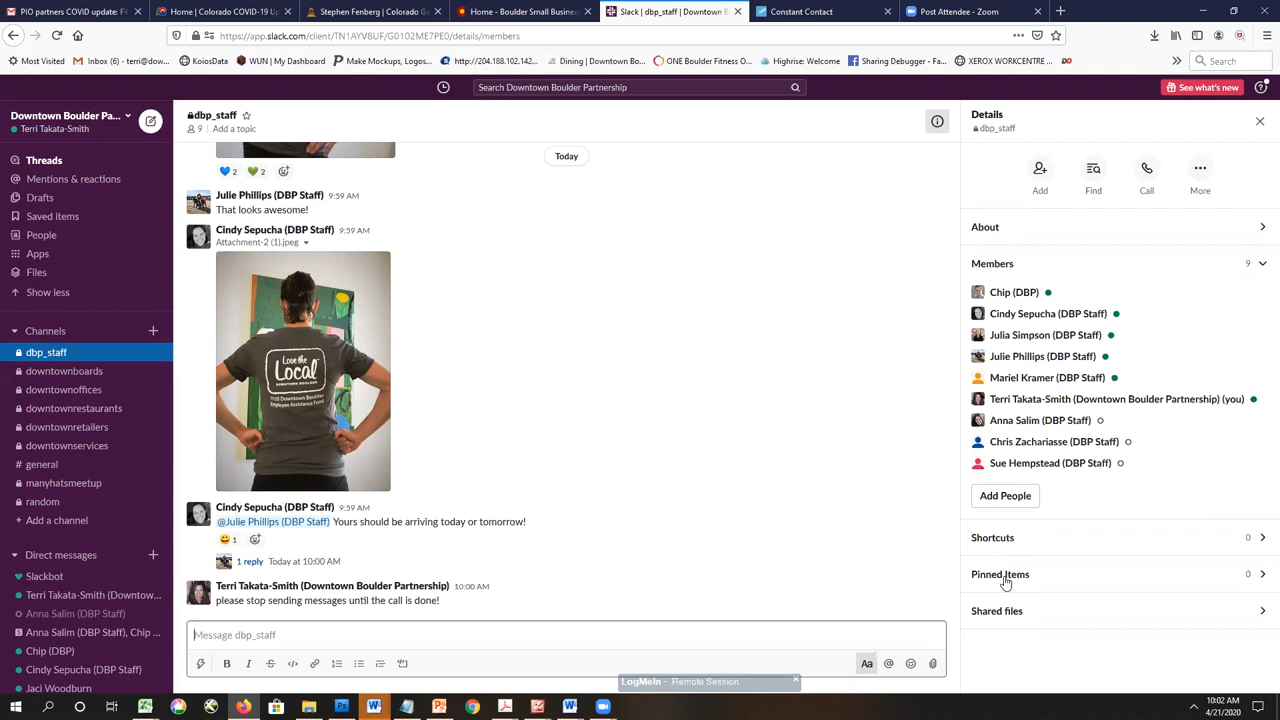 PIO partners COVID update: FV
Home | Colorado COVID-19 Up
Stephen Fenberg | Colorado Ge
Home - Boulder Small Busines
Slack | dbp_staff | Downtown B
Constant Contact
Post Attendee - Zoom
https://app.slack.com/client/TN1AYV8UF/G0102ME7PE0/details/members
Most Visited
Inbox (6) - terri@dow...
KoiosData
WUN | My Dashboard
Make Mockups, Logos...
http://204.188.102.142...
Dining | Downtown Bo...
ONE Boulder Fitness O...
Highrise: Welcome
Sharing Debugger - Fa...
XEROX WORKCENTRE ...
Search
Search Downtown Boulder Partnership
See what's new
Downtown Boulder Pa...
Terri Takata-Smith
Threads
Mentions & reactions
Drafts
Saved items
People
Apps
Files
Show less
Channels
dbp_staff
downtownboards
downtownoffices
downtownrestaurants
downtownretailers
downtownservices
# general
manyhatsmeetup
random
+ Add a channel
Direct messages
Slackbot
Terri Takata-Smith (Downtow...
Anna Salim (DBP Staff)
Anna Salim (DBP Staff), Chip ...
Chip (DBP)
Cindy Sepucha (DBP Staff)
Jaci Woodburn
dbp_staff
9 | Add a topic
Today
2 2
Julie Phillips (DBP Staff) 9:59 AM
That looks awesome!
Cindy Sepucha (DBP Staff) 9:59 AM
Attachment-2 (1).jpeg
Love the
Local
DOWNTOWN BOULDER
2020 Downtown Boulder
Employee Assistance Fund
Cindy Sepucha (DBP Staff) 9:59 AM
@Julie Phillips (DBP Staff) Yours should be arriving today or tomorrow!
1
1 reply Today at 10:00 AM
Terri Takata-Smith (Downtown Boulder Partnership) 10:00 AM
please stop sending messages until the call is done!
Message dbp_staff
B I S </> Aa @
LogMeIn - Remote Session
Details
dbp_staff
Add Find Call More
About
Members 9
Chip (DBP)
Cindy Sepucha (DBP Staff)
Julia Simpson (DBP Staff)
Julie Phillips (DBP Staff)
Mariel Kramer (DBP Staff)
Terri Takata-Smith (Downtown Boulder Partnership) (you)
Anna Salim (DBP Staff)
Chris Zachariasse (DBP Staff)
Sue Hempstead (DBP Staff)
Add People
Shortcuts 0
Pinned Items 0
Shared files
10:02 AM
4/21/2020